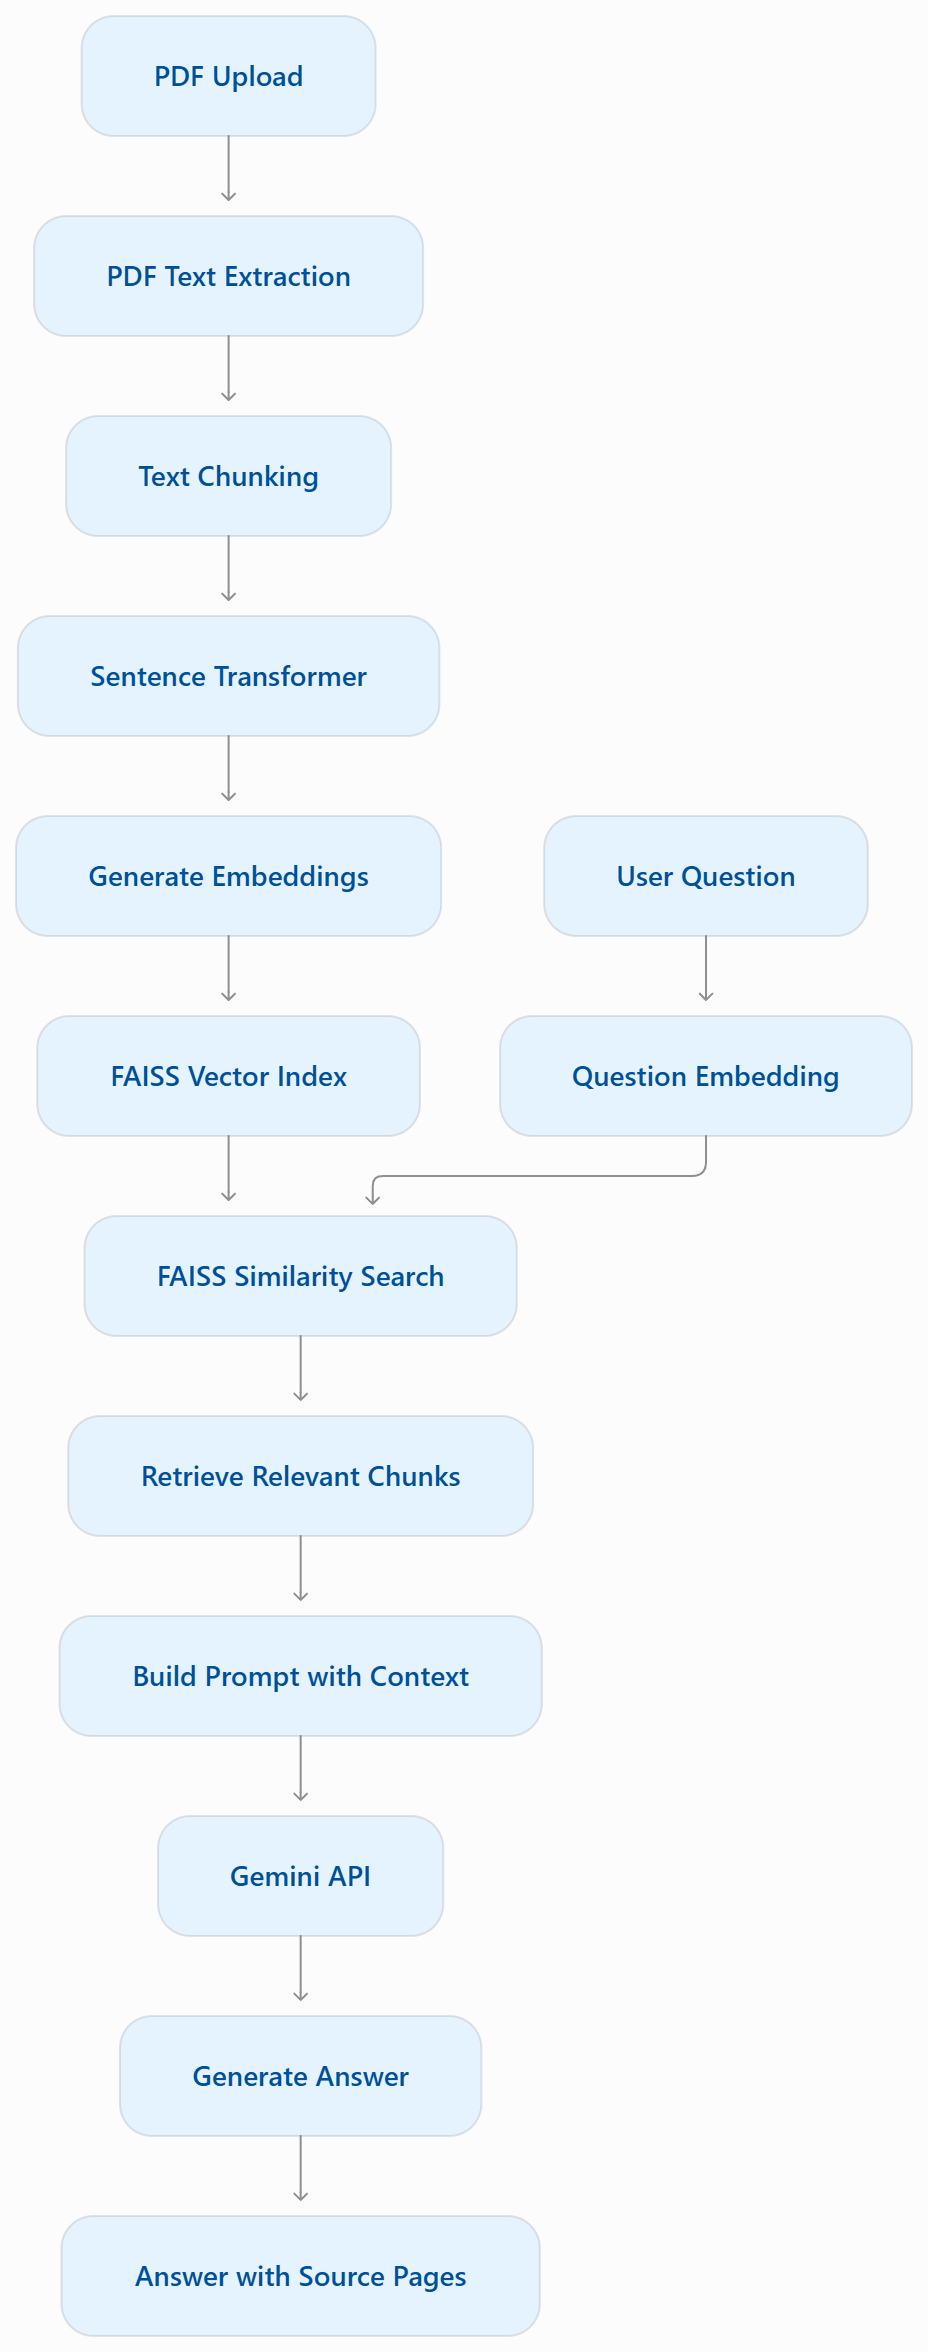 PDF Upload
PDF Text Extraction
Text Chunking
Sentence Transformer
Generate Embeddings
User Question
FAISS Vector Index
Question Embedding
FAISS Similarity Search
Retrieve Relevant Chunks
Build Prompt with Context
Gemini API
Generate Answer
Answer with Source Pages